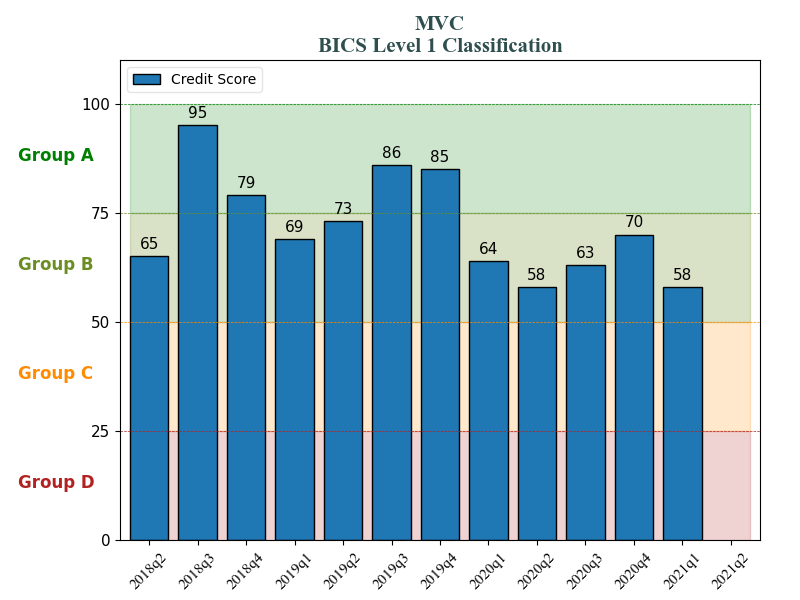 MVC
BICS Level 1 Classification
Credit Score
100
75
50
25
0
Group A
Group B
Group C
Group D
65
95
79
69
73
86
85
64
58
63
70
58
2018q2
2018q3
2018q4
2019q1
2019q2
2019q3
2019q4
2020q1
2020q2
2020q3
2020q4
2021q1
2021q2